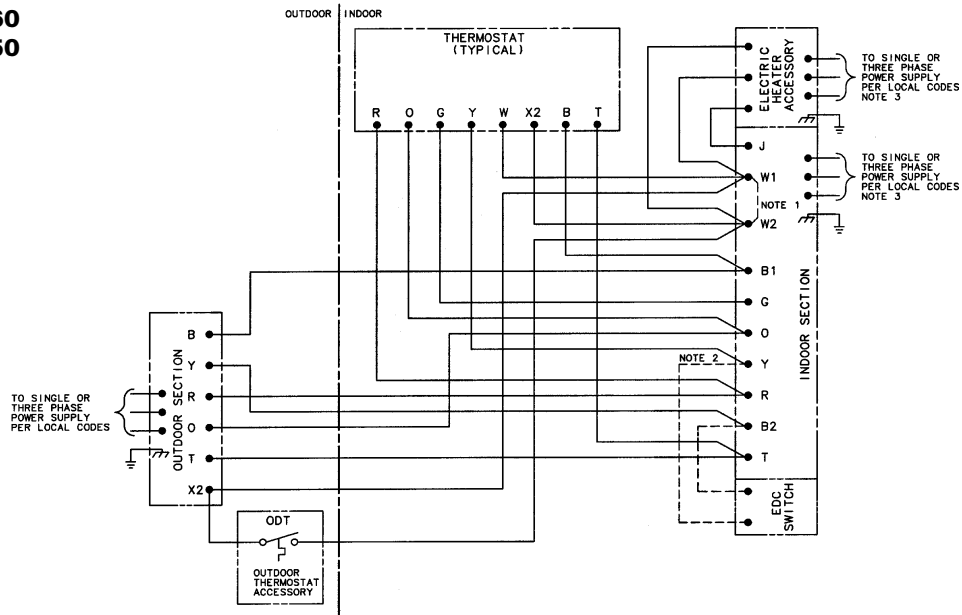 60
50
OUTDOOR INDOOR
THERMOSTAT
(TYPICAL)
R O G Y W X2 B T
ELECTRIC
HEATER
ACCESSORY
TO SINGLE OR
THREE PHASE
POWER SUPPLY
PER LOCAL CODES
NOTE 3
J
W1
NOTE 1
W2
TO SINGLE OR
THREE PHASE
POWER SUPPLY
PER LOCAL CODES
NOTE 3
B1
G
O
NOTE 2
Y
R
B2
T
INDOOR SECTION
EDC
SWITCH
B
Y
R
O
T
X2
OUTDOOR SECTION
TO SINGLE OR
THREE PHASE
POWER SUPPLY
PER LOCAL CODES
ODT
OUTDOOR
THERMOSTAT
ACCESSORY